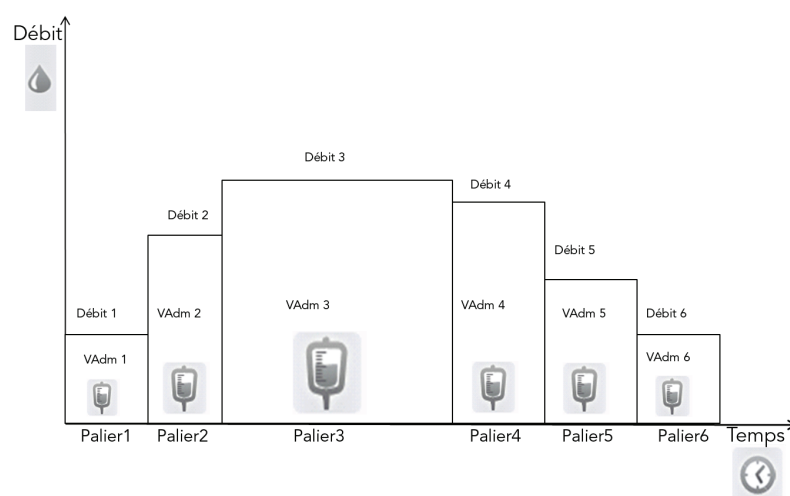 Débit
Débit 3
Débit 4
Débit 2
Débit 5
Débit 1
VAdm 2
VAdm 3
VAdm 4
VAdm 5
Débit 6
VAdm 1
VAdm 6
Palier1
Palier2
Palier3
Palier4
Palier5
Palier6
Temps